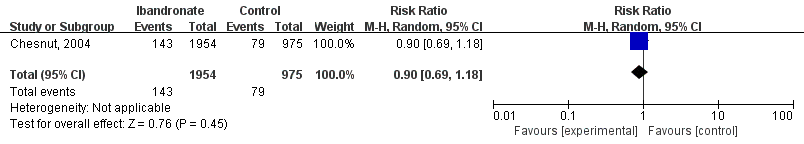 Ibandronate Control Risk Ratio Risk Ratio
Study or Subgroup Events Total Events Total Weight M-H, Random, 95% CI M-H, Random, 95% CI
Chesnut, 2004 143 1954 79 975 100.0% 0.90 [0.69, 1.18]
Total (95% CI) 1954 975 100.0% 0.90 [0.69, 1.18]
Total events 143 79
Heterogeneity: Not applicable
Test for overall effect: Z = 0.76 (P = 0.45)
0.01 0.1 1 10 100
Favours [experimental] Favours [control]